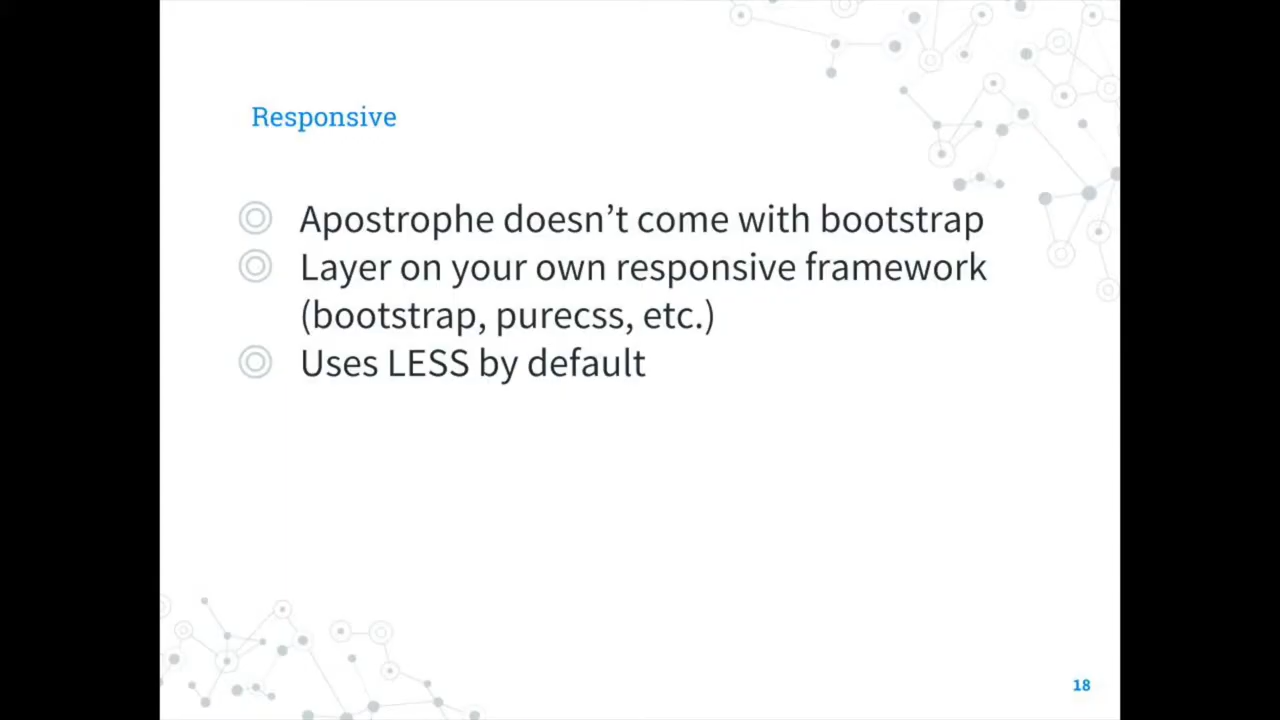 Responsive
Apostrophe doesn’t come with bootstrap
Layer on your own responsive framework
(bootstrap, purecss, etc.)
Uses LESS by default
18